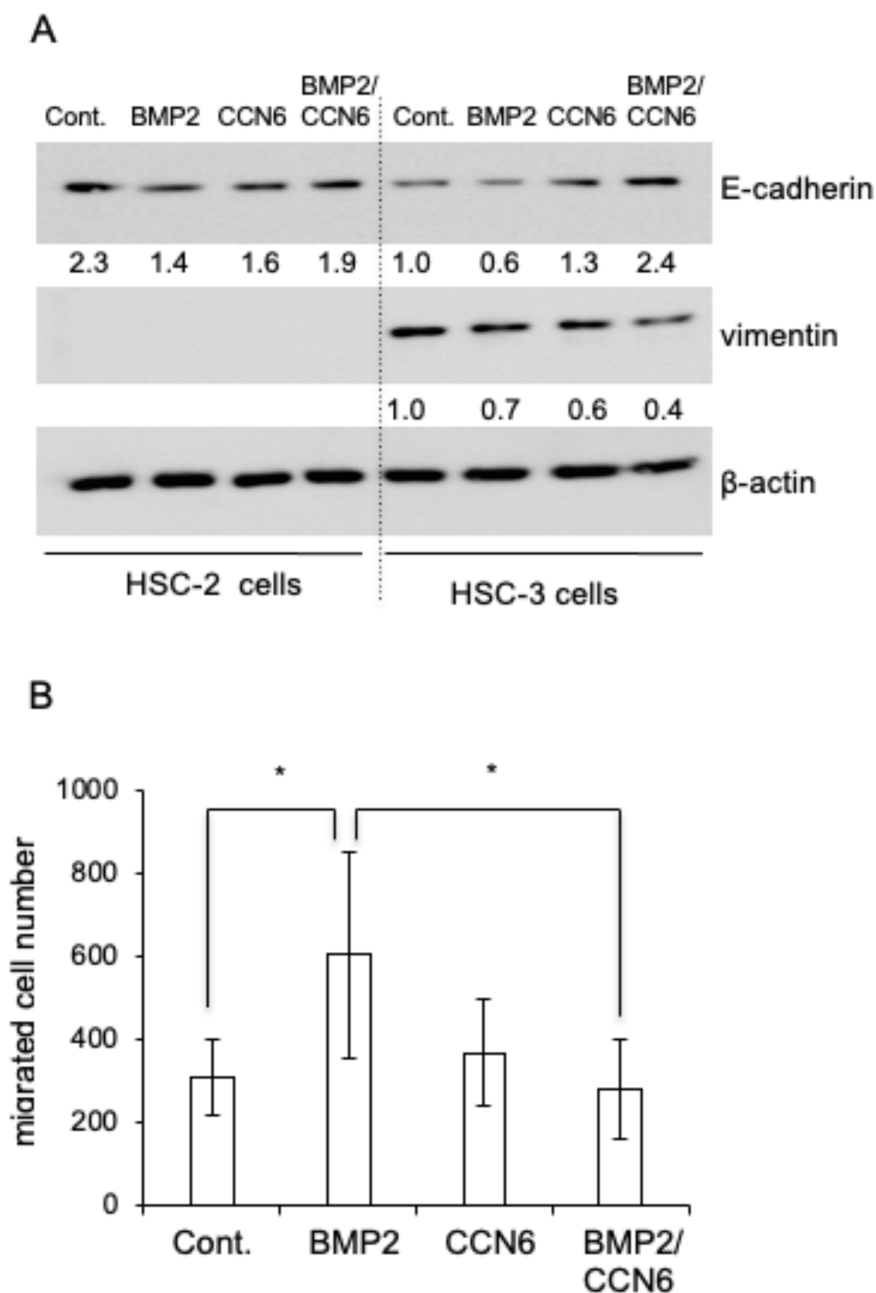 A
Cont. BMP2 CCN6 BMP2/ CCN6 Cont. BMP2 CCN6 BMP2/ CCN6
E-cadherin
2.3 1.4 1.6 1.9 1.0 0.6 1.3 2.4
vimentin
1.0 0.7 0.6 0.4
β-actin
HSC-2 cells HSC-3 cells
B
* *
1000
800
600
400
200
0
migrated cell number
Cont. BMP2 CCN6 BMP2/
CCN6